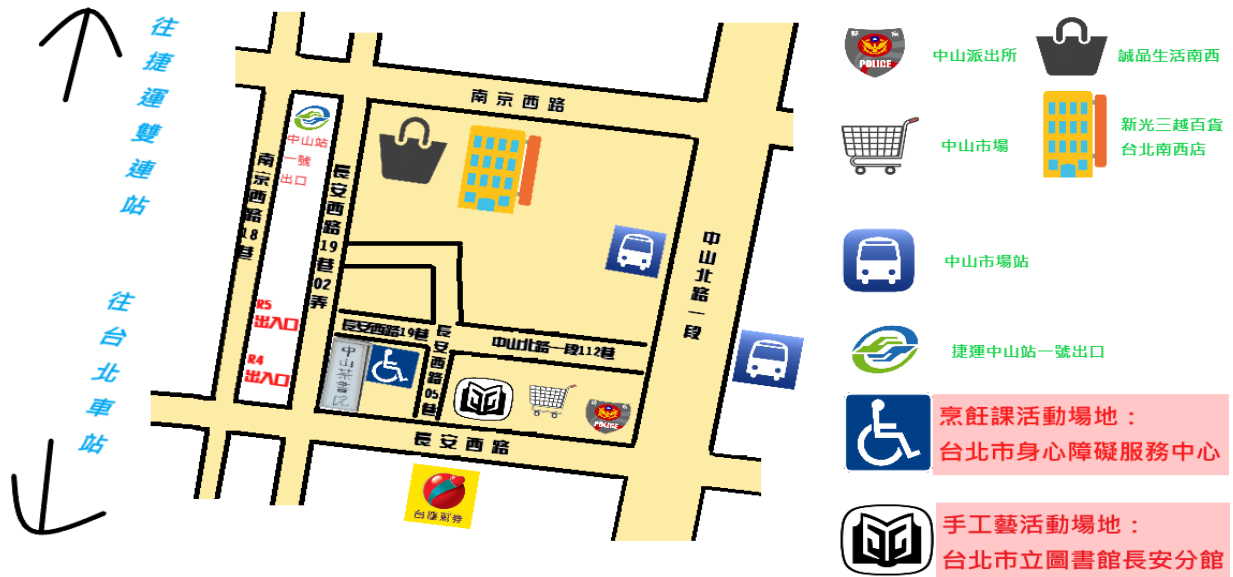 往捷運雙連站
往台北車站
南京西路
中山站
一號
出口
南京西路18巷
長安西路19巷02弄
R5
出入口
R4
出入口
長安西路19巷
長安西路05巷
中山北路一段112巷
中山北路一段
長安西路
POLICE
台灣彩券
POLICE
中山派出所
誠品生活南西
中山市場
新光三越百貨
台北南西店
中山市場站
捷運中山站一號出口
烹飪課活動場地：
台北市身心障礙服務中心
手工藝活動場地：
台北市立圖書館長安分館